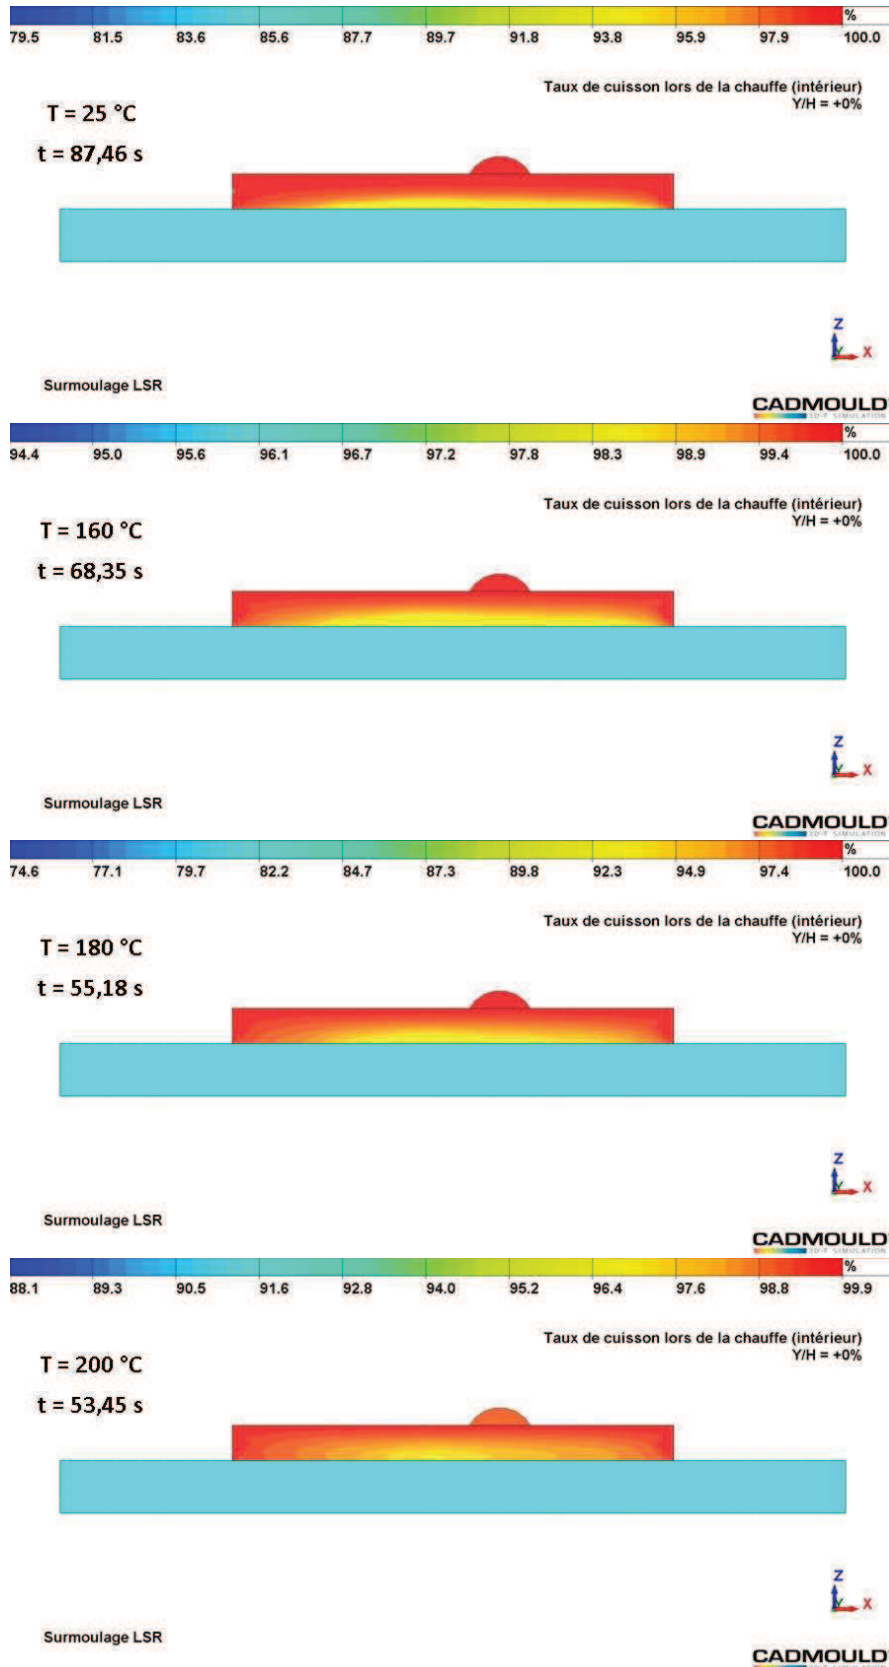 %
79.5 81.5 83.6 85.6 87.7 89.7 91.8 93.8 95.9 97.9 100.0
Taux de cuisson lors de la chauffe (intérieur)
Y/H = +0%
T = 25 °C
t = 87,46 s
Z
Y
X
Surmoulage LSR
CADMOULD
3D-F SIMULATION
%
94.4 95.0 95.6 96.1 96.7 97.2 97.8 98.3 98.9 99.4 100.0
Taux de cuisson lors de la chauffe (intérieur)
Y/H = +0%
T = 160 °C
t = 68,35 s
Z
Y
X
Surmoulage LSR
CADMOULD
3D-F SIMULATION
%
74.6 77.1 79.7 82.2 84.7 87.3 89.8 92.3 94.9 97.4 100.0
Taux de cuisson lors de la chauffe (intérieur)
Y/H = +0%
T = 180 °C
t = 55,18 s
Z
Y
X
Surmoulage LSR
CADMOULD
3D-F SIMULATION
%
88.1 89.3 90.5 91.6 92.8 94.0 95.2 96.4 97.6 98.8 99.9
Taux de cuisson lors de la chauffe (intérieur)
Y/H = +0%
T = 200 °C
t = 53,45 s
Z
Y
X
Surmoulage LSR
CADMOULD